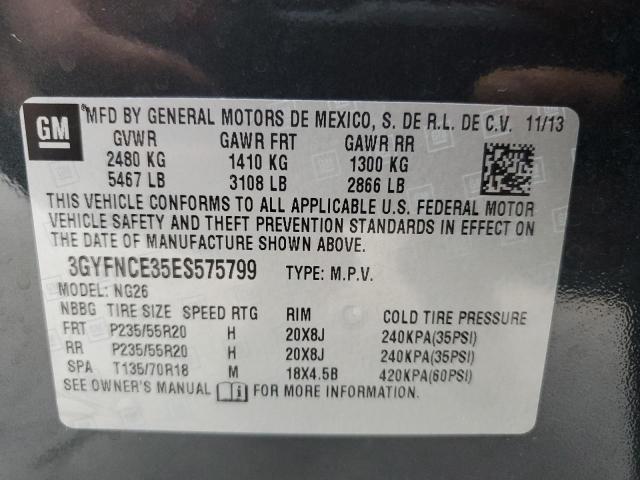 GM
MFD BY GENERAL MOTORS DE MEXICO, S. DE R.L. DE C.V. 11/13
GVWR GAWR FRT GAWR RR
2480 KG 1410 KG 1300 KG
5467 LB 3108 LB 2866 LB
THIS VEHICLE CONFORMS TO ALL APPLICABLE U.S. FEDERAL MOTOR
VEHICLE SAFETY AND THEFT PREVENTION STANDARDS IN EFFECT ON
THE DATE OF MANUFACTURE SHOWN ABOVE.
3GYFNCE35ES575799 TYPE: M.P.V.
MODEL: NG26
NBBG TIRE SIZE SPEED RTG RIM COLD TIRE PRESSURE
FRT P235/55R20 H 20X8J 240KPA(35PSI)
RR P235/55R20 H 20X8J 240KPA(35PSI)
SPA T135/70R18 M 18X4.5B 420KPA(60PSI)
SEE OWNER'S MANUAL FOR MORE INFORMATION.